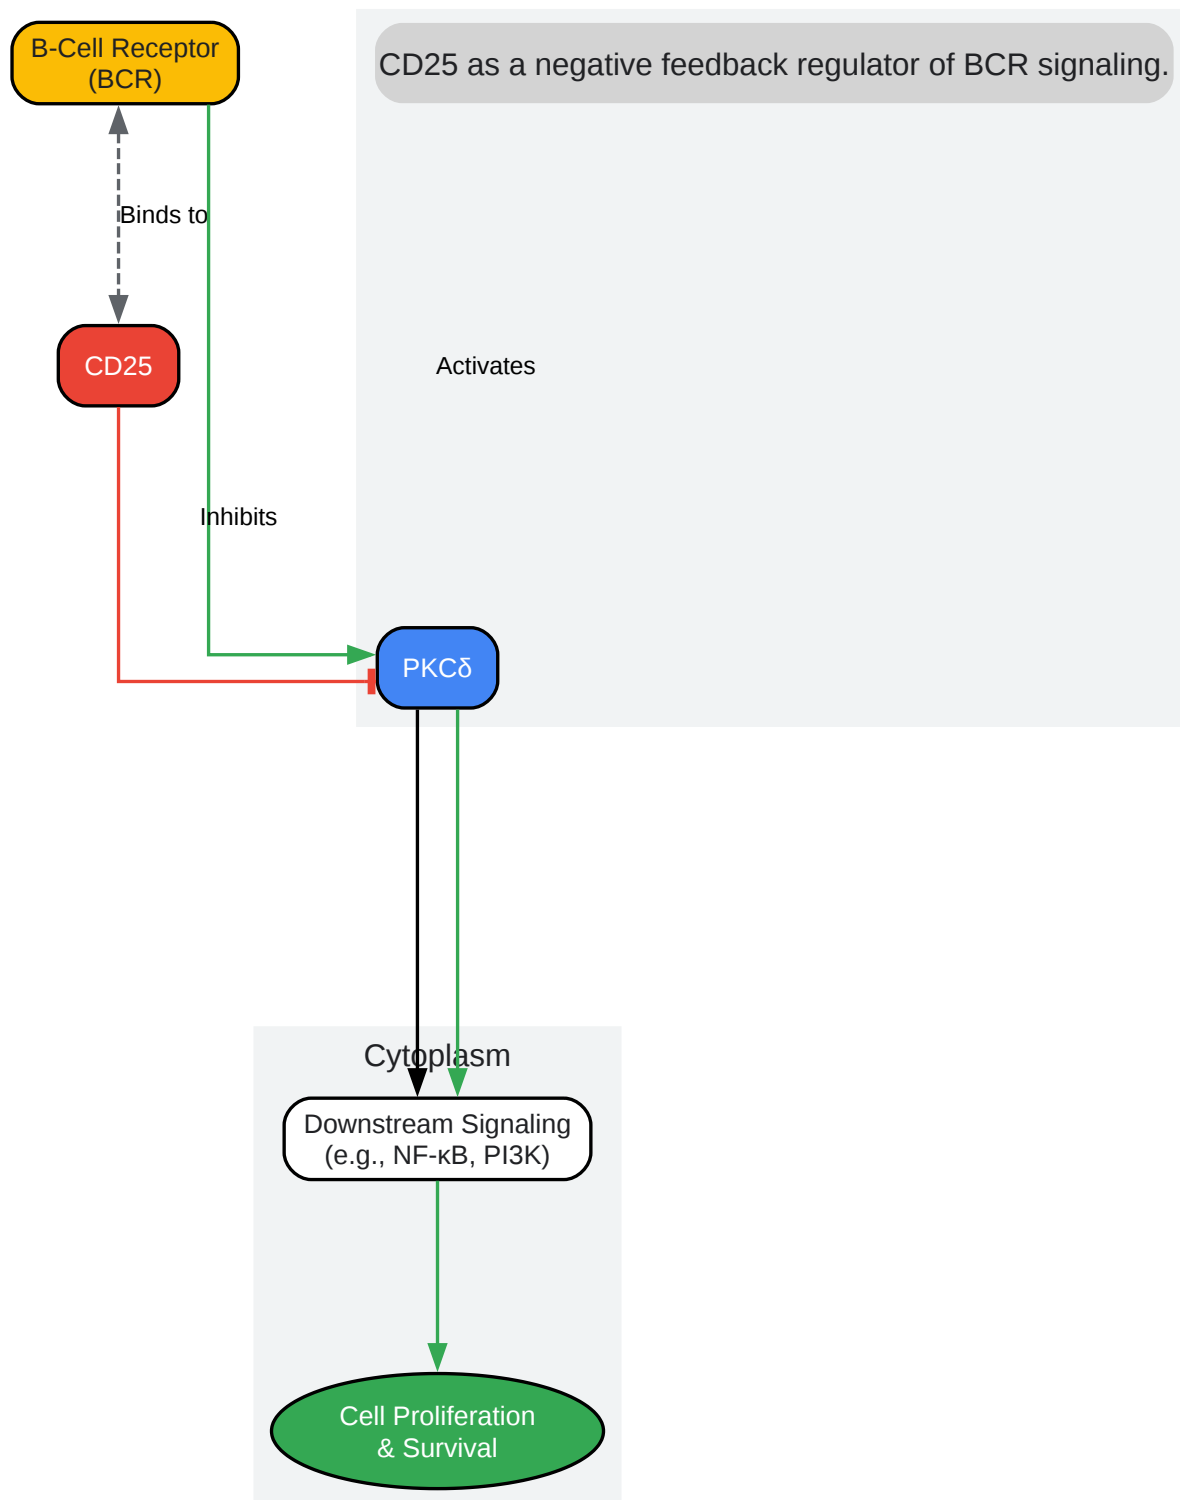 B-Cell Receptor
(BCR)
CD25 as a negative feedback regulator of BCR signaling.
Binds to
CD25
Activates
Inhibits
PKCδ
Cytoplasm
Downstream Signaling
(e.g., NF-κB, PI3K)
Cell Proliferation
& Survival